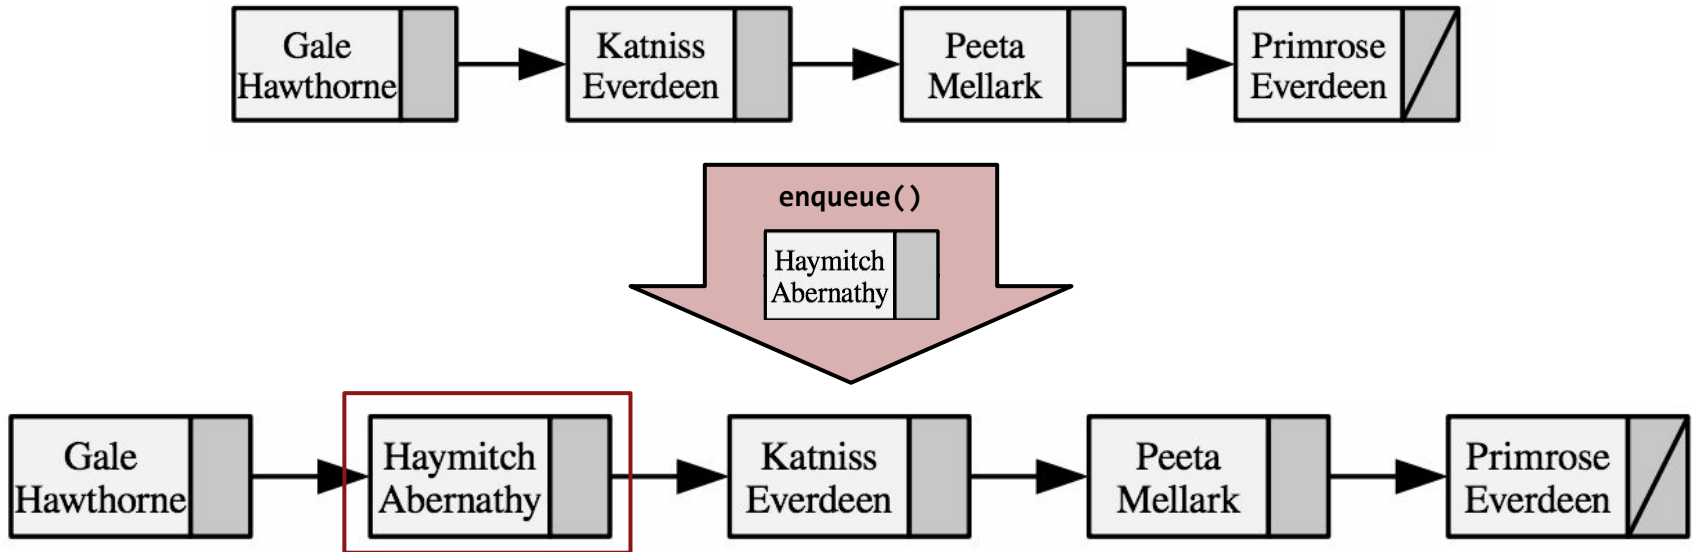 Gale
Hawthorne
Katniss
Everdeen
Peeta
Mellark
Primrose
Everdeen
enqueue()
Haymitch
Abernathy
Gale
Hawthorne
Haymitch
Abernathy
Katniss
Everdeen
Peeta
Mellark
Primrose
Everdeen